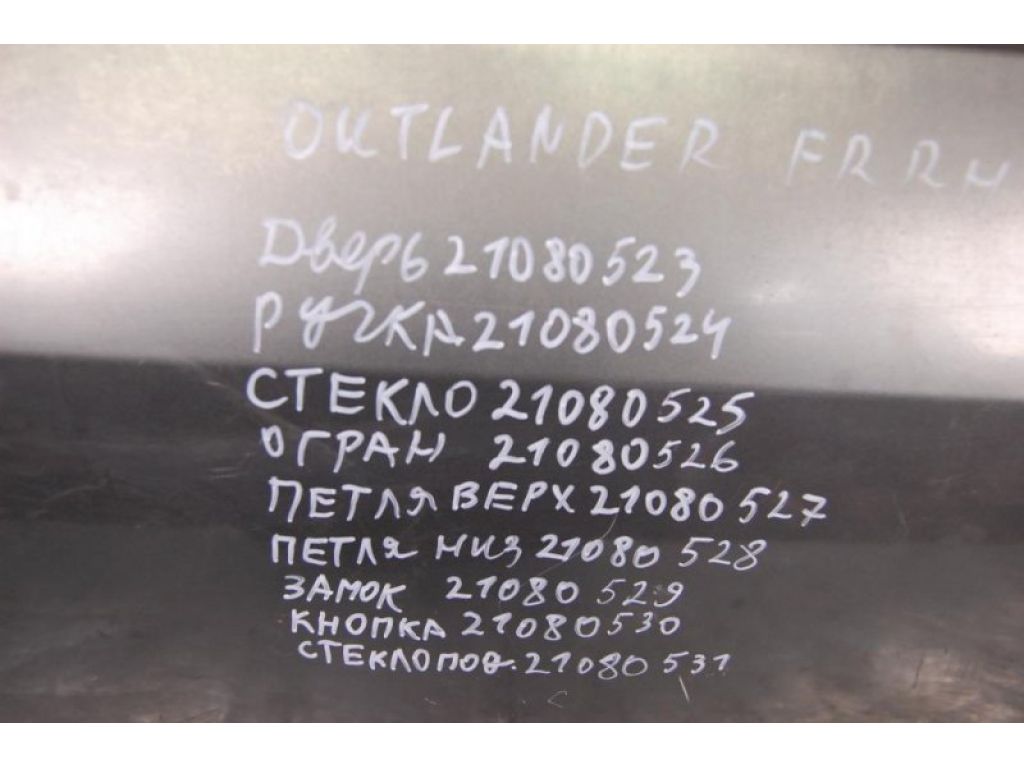 OUTLANDER FR RH
Дверь 21080523
РУЧКА 21080524
СТЕКЛО 21080525
ОГРАН 21080526
ПЕТЛЯ ВЕРХ 21080527
ПЕТЛЯ НИЗ 21080528
ЗАМОК 21080529
КНОПКА 21080530
СТЕКЛОПОД. 21080531